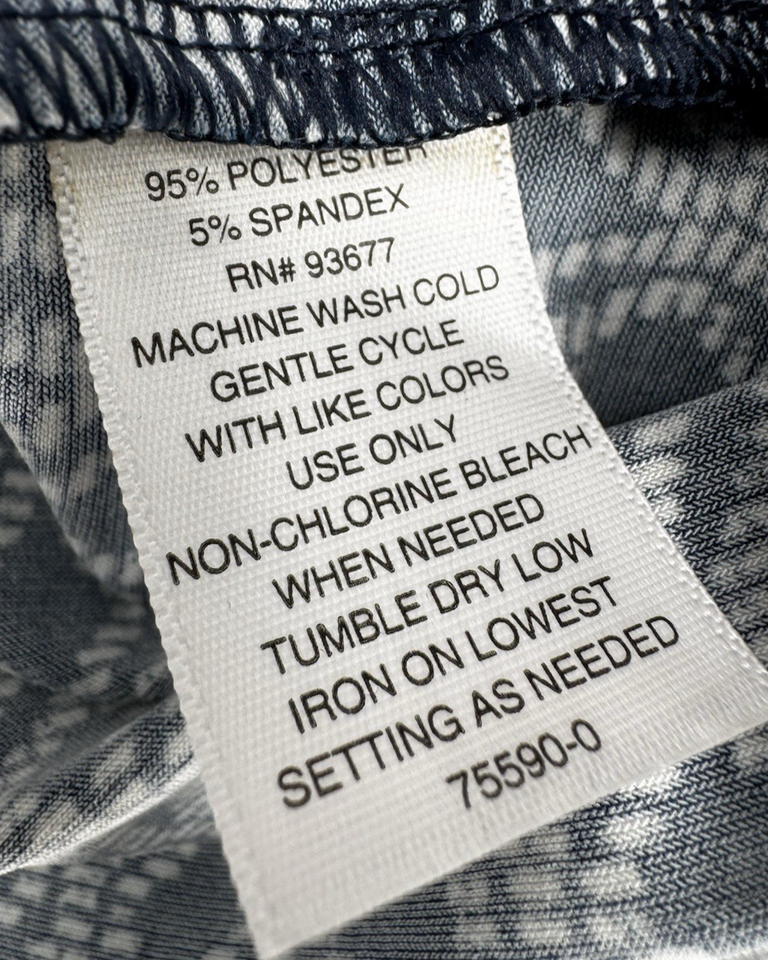 95% POLYESTER
5% SPANDEX
RN# 93677
MACHINE WASH COLD
GENTLE CYCLE
WITH LIKE COLORS
USE ONLY
NON-CHLORINE BLEACH
WHEN NEEDED
TUMBLE DRY LOW
IRON ON LOWEST
SETTING AS NEEDED
75590-0